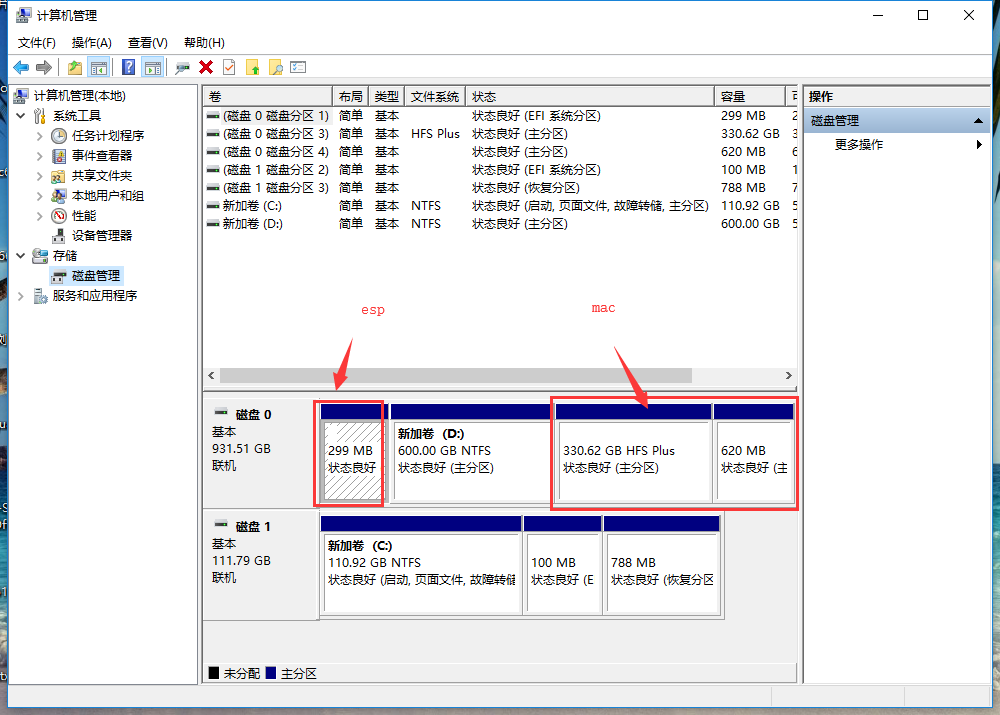 计算机管理
文件(F) 操作(A) 查看(V) 帮助(H)
计算机管理(本地)
系统工具
任务计划程序
事件查看器
共享文件夹
本地用户和组
性能
设备管理器
存储
磁盘管理
服务和应用程序
卷 布局 类型 文件系统 状态 容量
(磁盘 0 磁盘分区 1) 简单 基本 状态良好 (EFI 系统分区) 299 MB
(磁盘 0 磁盘分区 3) 简单 基本 HFS Plus 状态良好 (主分区) 330.62 GB
(磁盘 0 磁盘分区 4) 简单 基本 状态良好 (主分区) 620 MB
(磁盘 1 磁盘分区 2) 简单 基本 状态良好 (EFI 系统分区) 100 MB
(磁盘 1 磁盘分区 3) 简单 基本 状态良好 (恢复分区) 788 MB
新加卷 (C:) 简单 基本 NTFS 状态良好 (启动, 页面文件, 故障转储, 主分区) 110.92 GB
新加卷 (D:) 简单 基本 NTFS 状态良好 (主分区) 600.00 GB
esp mac
磁盘 0
基本
931.51 GB
联机
299 MB
状态良好
新加卷 (D:)
600.00 GB NTFS
状态良好 (主分区)
330.62 GB HFS Plus
状态良好 (主分区)
620 MB
状态良好 (主
磁盘 1
基本
111.79 GB
联机
新加卷 (C:)
110.92 GB NTFS
状态良好 (启动, 页面文件, 故障转储
100 MB
状态良好 (E
788 MB
状态良好 (恢复分区
未分配 主分区
操作
磁盘管理
更多操作